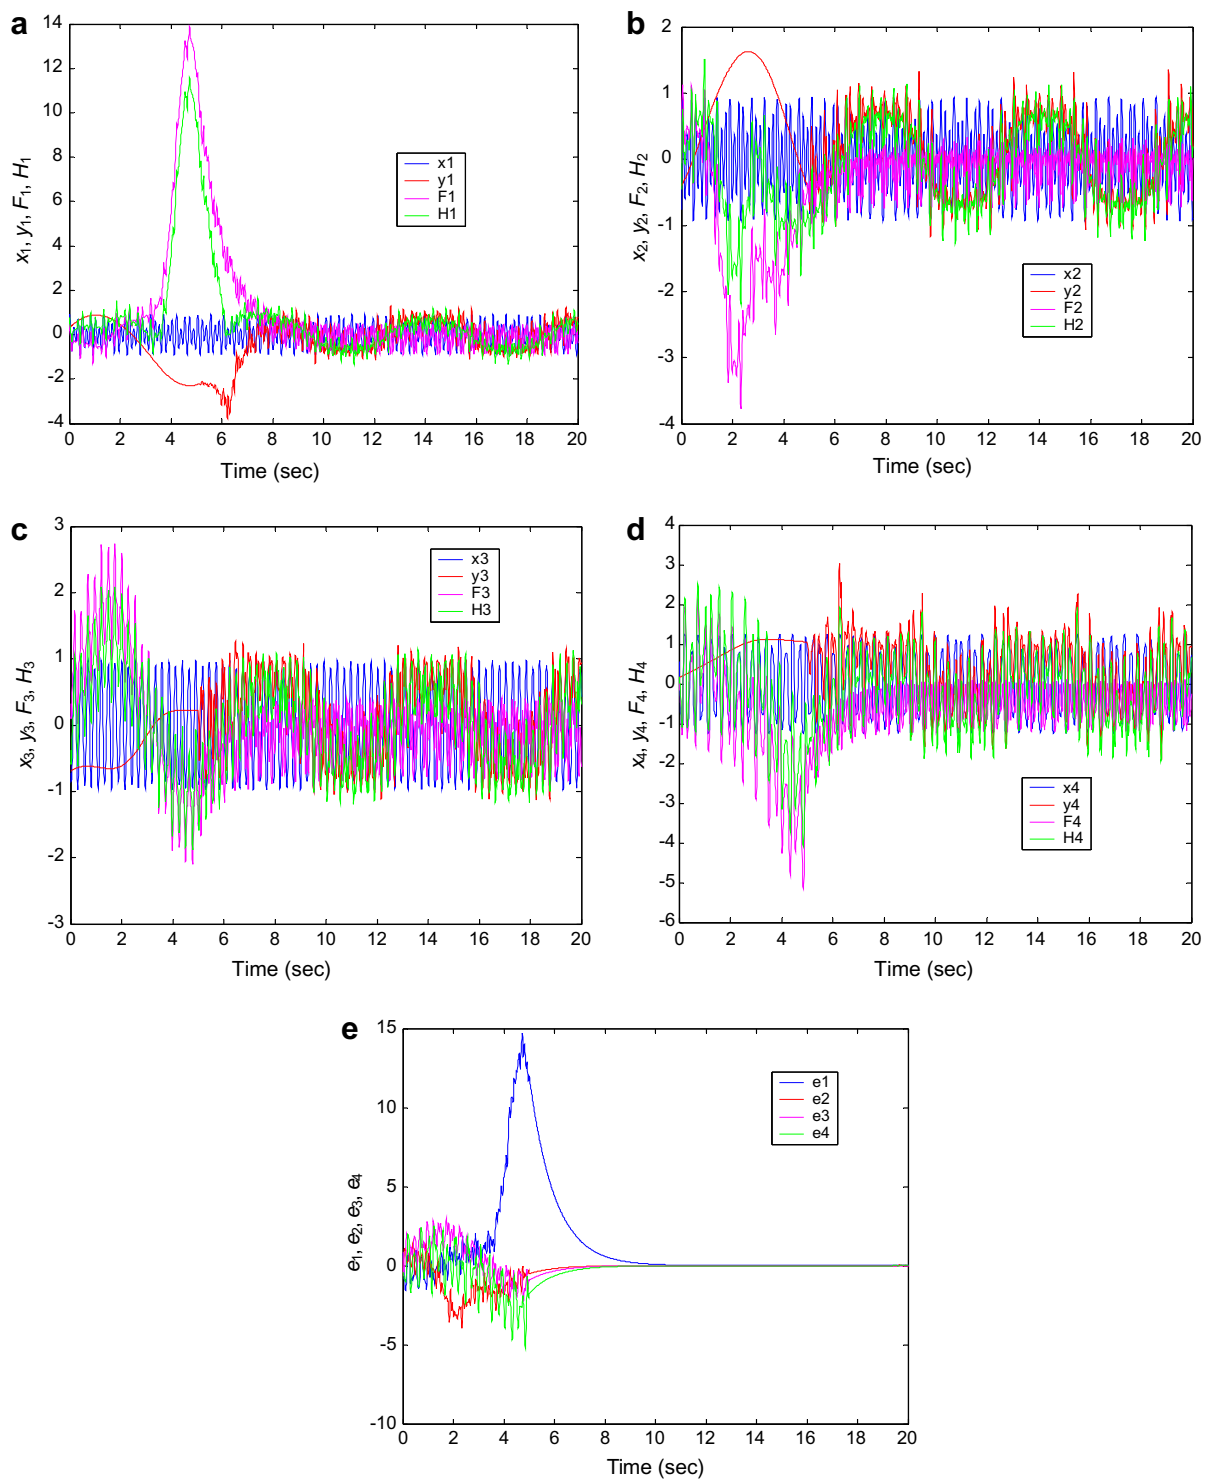 a
14
12
10
8
6
4
2
0
-2
-4
0 2 4 6 8 10 12 14 16 18 20
x1, y1, F1, H1
Time (sec)
x1
y1
F1
H1
b
2
1
0
-1
-2
-3
-4
0 2 4 6 8 10 12 14 16 18 20
x2, y2, F2, H2
Time (sec)
x2
y2
F2
H2
c
3
2
1
0
-1
-2
-3
0 2 4 6 8 10 12 14 16 18 20
x3, y3, F3, H3
Time (sec)
x3
y3
F3
H3
d
4
3
2
1
0
-1
-2
-3
-4
-5
-6
0 2 4 6 8 10 12 14 16 18 20
x4, y4, F4, H4
Time (sec)
x4
y4
F4
H4
e
15
10
5
0
-5
-10
0 2 4 6 8 10 12 14 16 18 20
e1, e2, e3, e4
Time (sec)
e1
e2
e3
e4